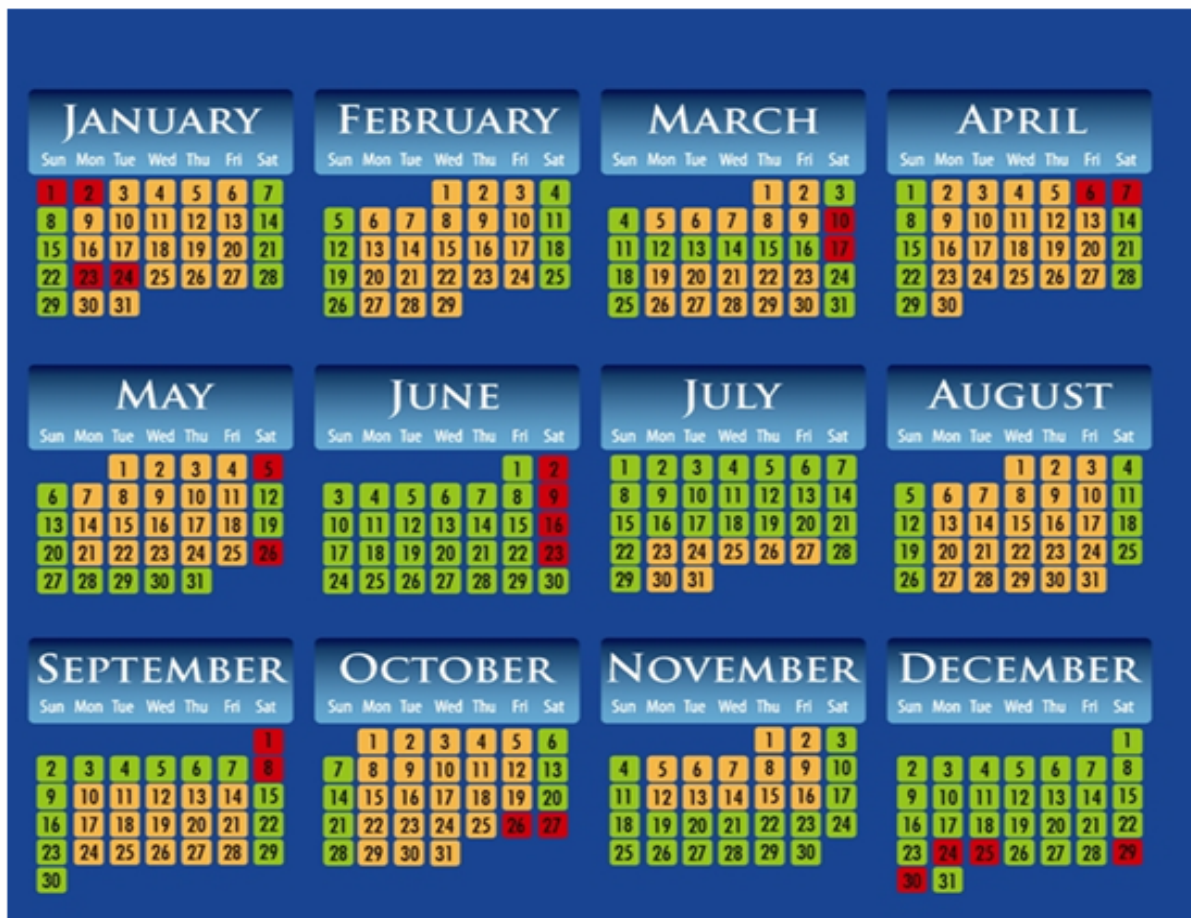 JANUARY FEBRUARY MARCH APRIL
Sun Mon Tue Wed Thu Fri Sat Sun Mon Tue Wed Thu Fri Sat Sun Mon Tue Wed Thu Fri Sat Sun Mon Tue Wed Thu Fri Sat
1 2 3 4 5 6 7 1 2 3 4 1 2 3 1 2 3 4 5 6 7
8 9 10 11 12 13 14 5 6 7 8 9 10 11 4 5 6 7 8 9 10 8 9 10 11 12 13 14
15 16 17 18 19 20 21 12 13 14 15 16 17 18 11 12 13 14 15 16 17 15 16 17 18 19 20 21
22 23 24 25 26 27 28 19 20 21 22 23 24 25 18 19 20 21 22 23 24 22 23 24 25 26 27 28
29 30 31 26 27 28 29 25 26 27 28 29 30 31 29 30
MAY JUNE JULY AUGUST
Sun Mon Tue Wed Thu Fri Sat Sun Mon Tue Wed Thu Fri Sat Sun Mon Tue Wed Thu Fri Sat Sun Mon Tue Wed Thu Fri Sat
1 2 3 4 5 1 2 1 2 3 4 5 6 7 1 2 3 4
6 7 8 9 10 11 12 3 4 5 6 7 8 9 8 9 10 11 12 13 14 5 6 7 8 9 10 11
13 14 15 16 17 18 19 10 11 12 13 14 15 16 15 16 17 18 19 20 21 12 13 14 15 16 17 18
20 21 22 23 24 25 26 17 18 19 20 21 22 23 22 23 24 25 26 27 28 19 20 21 22 23 24 25
27 28 29 30 31 24 25 26 27 28 29 30 29 30 31 26 27 28 29 30 31
SEPTEMBER OCTOBER NOVEMBER DECEMBER
Sun Mon Tue Wed Thu Fri Sat Sun Mon Tue Wed Thu Fri Sat Sun Mon Tue Wed Thu Fri Sat Sun Mon Tue Wed Thu Fri Sat
1 1 2 3 4 5 6 1 2 3 1
2 3 4 5 6 7 8 7 8 9 10 11 12 13 4 5 6 7 8 9 10 2 3 4 5 6 7 8
9 10 11 12 13 14 15 14 15 16 17 18 19 20 11 12 13 14 15 16 17 9 10 11 12 13 14 15
16 17 18 19 20 21 22 21 22 23 24 25 26 27 18 19 20 21 22 23 24 16 17 18 19 20 21 22
23 24 25 26 27 28 29 28 29 30 31 25 26 27 28 29 30 23 24 25 26 27 28 29
30 30 31